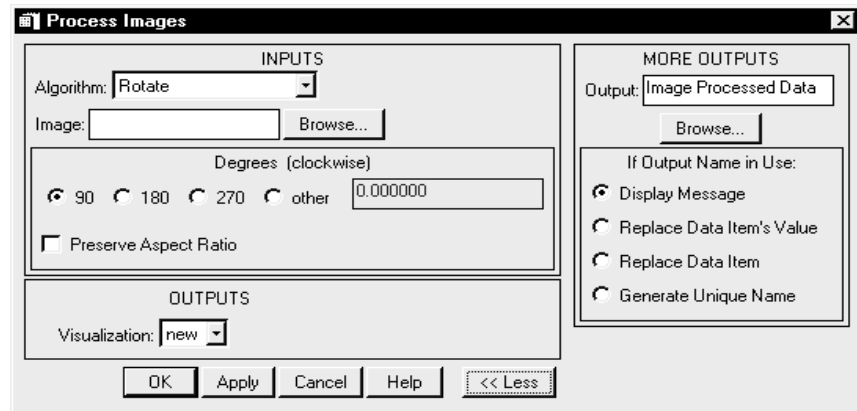 Process Images
INPUTS
Algorithm: Rotate
Image: Browse...
Degrees (clockwise)
90 180 270 other 0.000000
Preserve Aspect Ratio
OUTPUTS
Visualization: new
OK Apply Cancel Help << Less
MORE OUTPUTS
Output: Image Processed Data
Browse...
If Output Name in Use:
Display Message
Replace Data Item's Value
Replace Data Item
Generate Unique Name